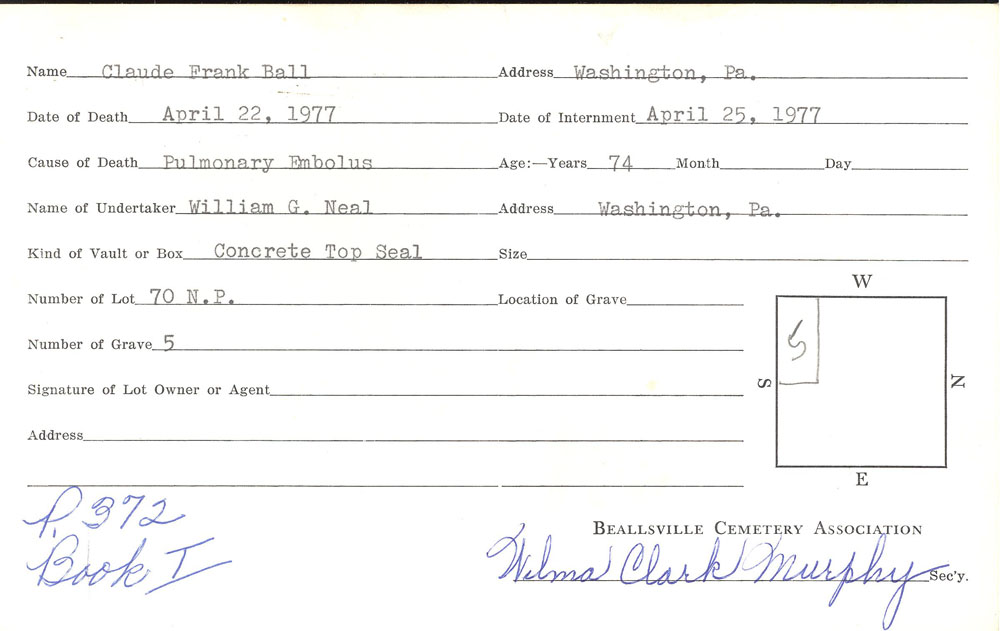 Name Claude Frank Ball Address Washington, Pa.
Date of Death April 22, 1977 Date of Internment April 25, 1977
Cause of Death Pulmonary Embolus Age:—Years 74 Month Day
Name of Undertaker William G. Neal Address Washington, Pa.
Kind of Vault or Box Concrete Top Seal Size
Number of Lot 70 N.P. Location of Grave
W
Number of Grave 5
5
S
N
Signature of Lot Owner or Agent
Address
E
P. 372
Book I
BEALLSVILLE CEMETERY ASSOCIATION
Wilma Clark Murphy Sec'y.